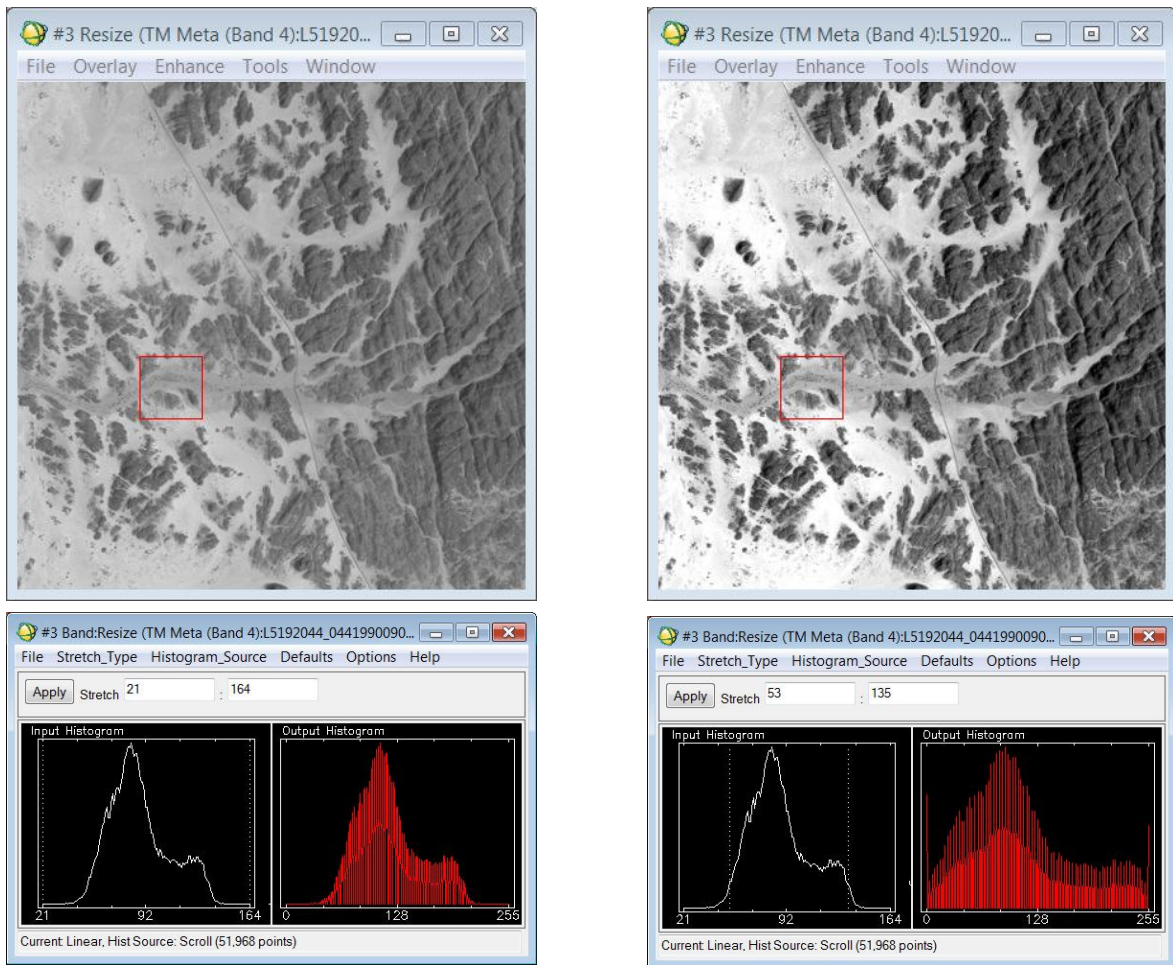 #3 Resize (TM Meta (Band 4):L51920...
File Overlay Enhance Tools Window
#3 Band:Resize (TM Meta (Band 4):L5192044_0441990090...
File Stretch_Type Histogram_Source Defaults Options Help
Apply Stretch 21 : 164
Input Histogram
Output Histogram
21 92 164
0 128 255
Current: Linear, Hist Source: Scroll (51,968 points)
#3 Resize (TM Meta (Band 4):L51920...
File Overlay Enhance Tools Window
#3 Band:Resize (TM Meta (Band 4):L5192044_0441990090...
File Stretch_Type Histogram_Source Defaults Options Help
Apply Stretch 53 : 135
Input Histogram
Output Histogram
21 92 164
0 128 255
Current: Linear, Hist Source: Scroll (51,968 points)